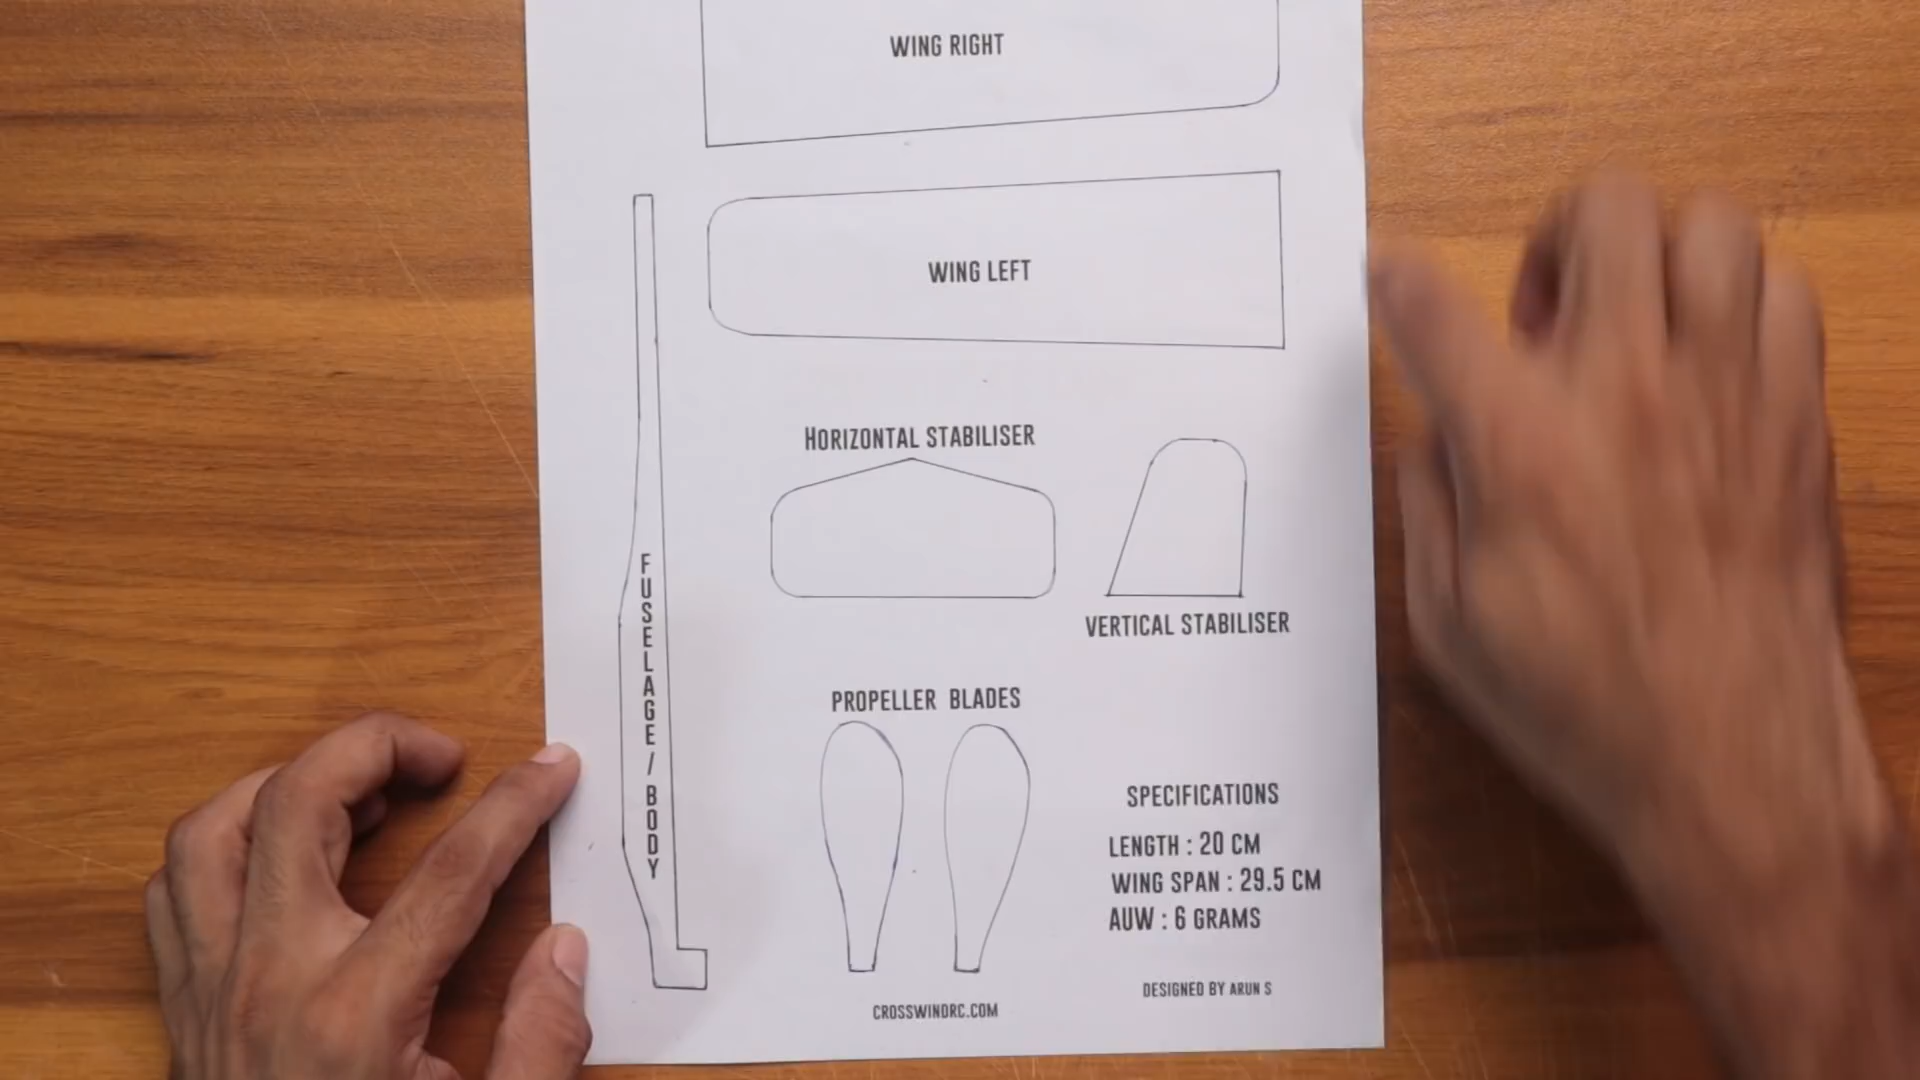 WING RIGHT
WING LEFT
HORIZONTAL STABILISER
VERTICAL STABILISER
FUSELAGE / BODY
PROPELLER BLADES
SPECIFICATIONS
LENGTH : 20 CM
WING SPAN : 29.5 CM
AUW : 6 GRAMS
DESIGNED BY ARUN S
CROSSWINDRC.COM